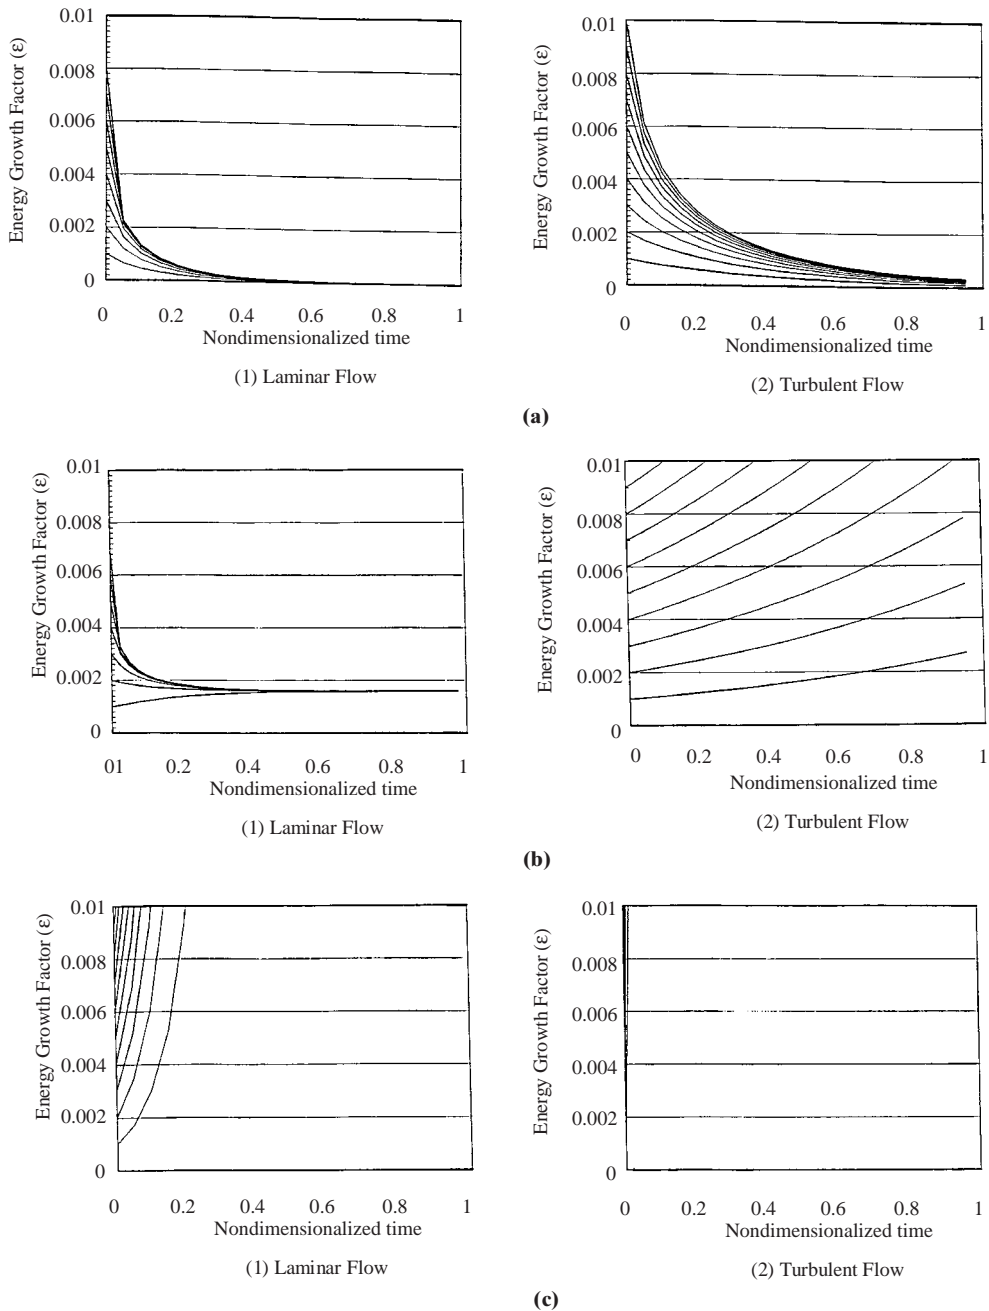 0.01
0.008
0.006
0.004
0.002
0
Energy Growth Factor (ε)
0 0.2 0.4 0.6 0.8 1
Nondimensionalized time
(1) Laminar Flow
0.01
0.008
0.006
0.004
0.002
0
Energy Growth Factor (ε)
0 0.2 0.4 0.6 0.8 1
Nondimensionalized time
(2) Turbulent Flow
(a)
0.01
0.008
0.006
0.004
0.002
0
Energy Growth Factor (ε)
01 0.2 0.4 0.6 0.8 1
Nondimensionalized time
(1) Laminar Flow
0.01
0.008
0.006
0.004
0.002
0
Energy Growth Factor (ε)
0 0.2 0.4 0.6 0.8 1
Nondimensionalized time
(2) Turbulent Flow
(b)
0.01
0.008
0.006
0.004
0.002
0
Energy Growth Factor (ε)
0 0.2 0.4 0.6 0.8 1
Nondimensionalized time
(1) Laminar Flow
0.01
0.008
0.006
0.004
0.002
0
Energy Growth Factor (ε)
0 0.2 0.4 0.6 0.8 1
Nondimensionalized time
(2) Turbulent Flow
(c)